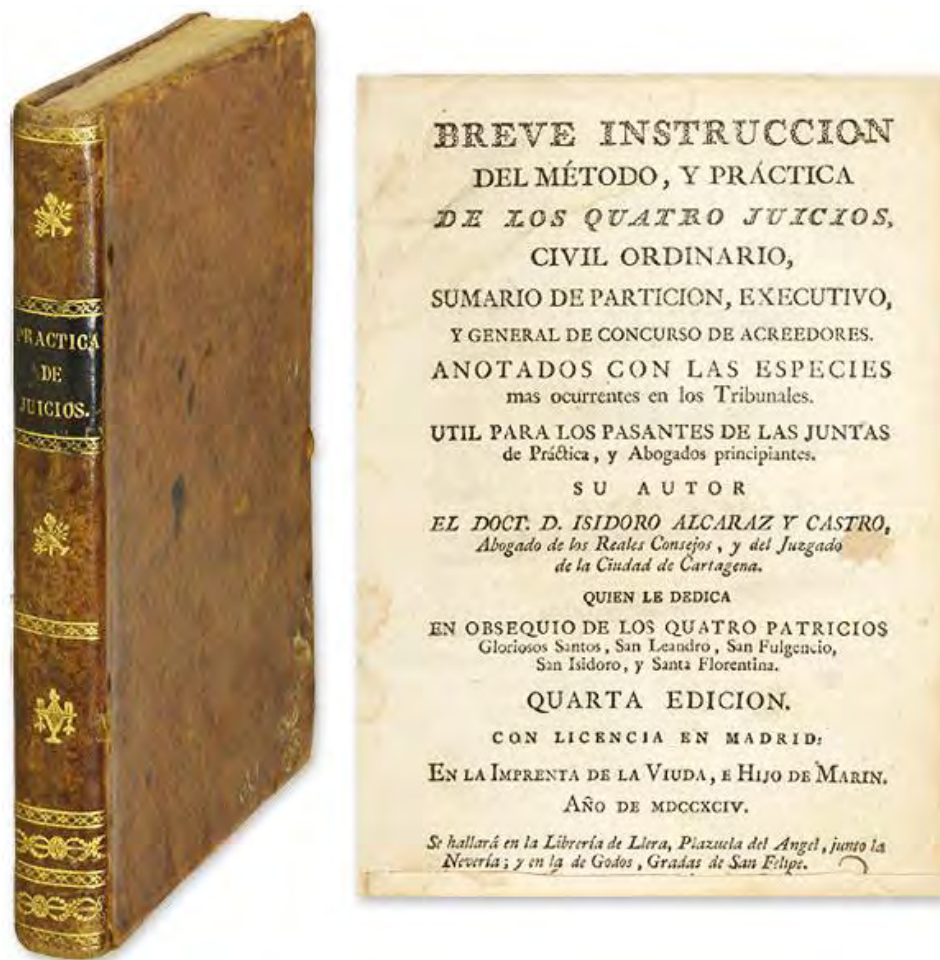 PRACTICA
DE
JUICIOS.
BREVE INSTRUCCION
DEL MÉTODO, Y PRÁCTICA
DE LOS QUATRO JUICIOS,
CIVIL ORDINARIO,
SUMARIO DE PARTICION, EXECUTIVO,
Y GENERAL DE CONCURSO DE ACREEDORES.
ANOTADOS CON LAS ESPECIES
mas ocurrentes en los Tribunales.
UTIL PARA LOS PASANTES DE LAS JUNTAS
de Práctica, y Abogados principiantes.
SU AUTOR
EL DOCT. D. ISIDORO ALCARAZ Y CASTRO,
Abogado de los Reales Consejos, y del Juzgado
de la Ciudad de Cartagena.
QUIEN LE DEDICA
EN OBSEQUIO DE LOS QUATRO PATRICIOS
Gloriosos Santos, San Leandro, San Fulgencio,
San Isidoro, y Santa Florentina.
QUARTA EDICION.
CON LICENCIA EN MADRID:
EN LA IMPRENTA DE LA VIUDA, E HIJO DE MARIN.
AÑO DE MDCCXCIV.
Se hallará en la Librería de Llera, Plazuela del Angel, junto la
Nevería; y en la de Godos, Gradas de San Felipe.